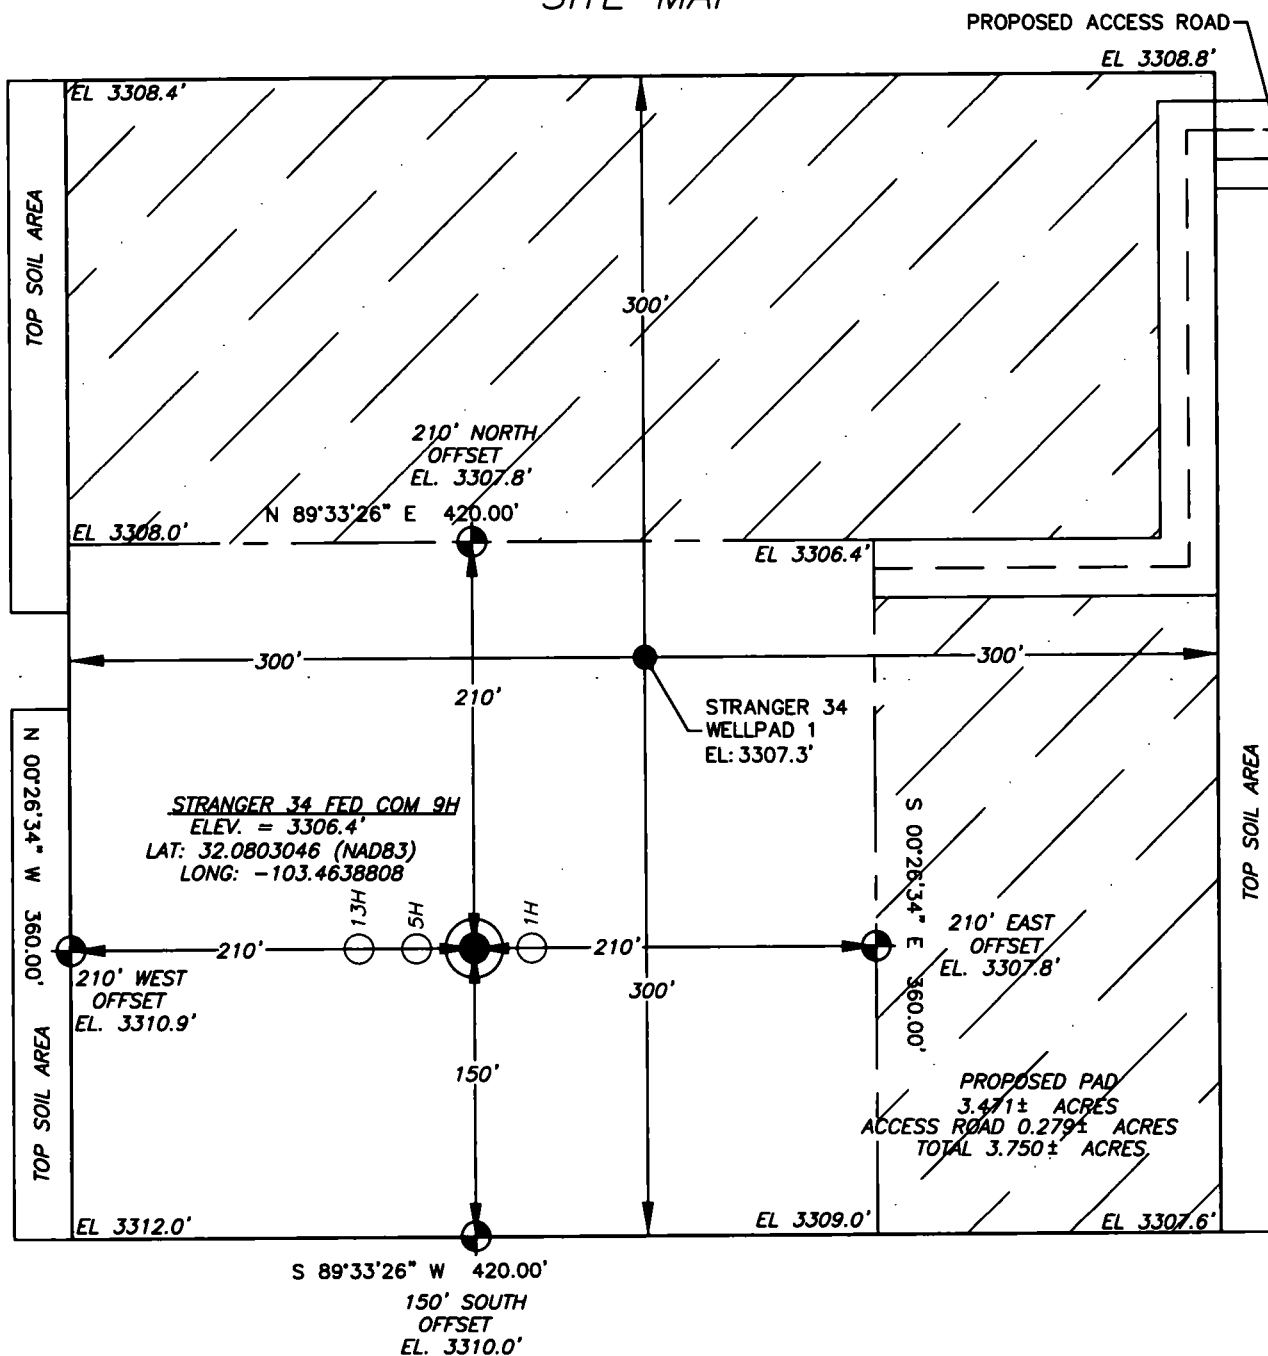 SITE MAP
PROPOSED ACCESS ROAD
EL 3308.8'
EL 3308.4'
TOP SOIL AREA
300'
210' NORTH
OFFSET
EL. 3307.8'
N 89°33'26" E 420.00'
EL 3308.0'
EL 3306.4'
300'
300'
210'
STRANGER 34
WELLPAD 1
EL: 3307.3'
N 00°26'34" W 360.00'
STRANGER 34 FED COM 9H
ELEV. = 3306.4'
LAT: 32.0803046 (NAD83)
LONG: -103.4638808
S 00°26'34" E 360.00'
TOP SOIL AREA
13H
5H
1H
210'
210'
210' EAST
OFFSET
EL. 3307.8'
210' WEST
OFFSET
EL. 3310.9'
300'
TOP SOIL AREA
150'
PROPOSED PAD
3.471± ACRES
ACCESS ROAD 0.279± ACRES
TOTAL 3.750± ACRES
EL 3312.0'
EL 3309.0'
EL 3307.6'
S 89°33'26" W 420.00'
150' SOUTH
OFFSET
EL. 3310.0'